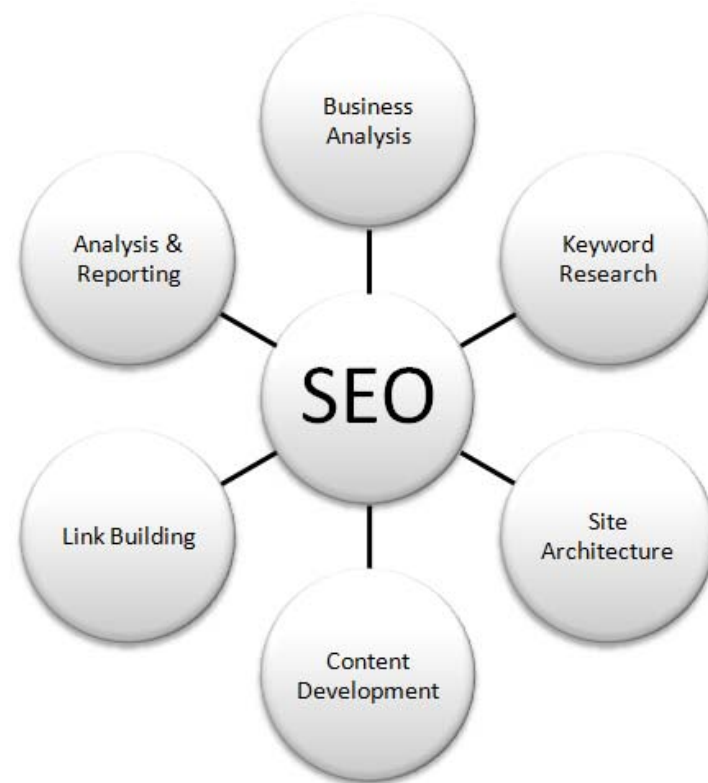 Business
Analysis
Analysis &
Reporting
Keyword
Research
SEO
Link Building
Site
Architecture
Content
Development